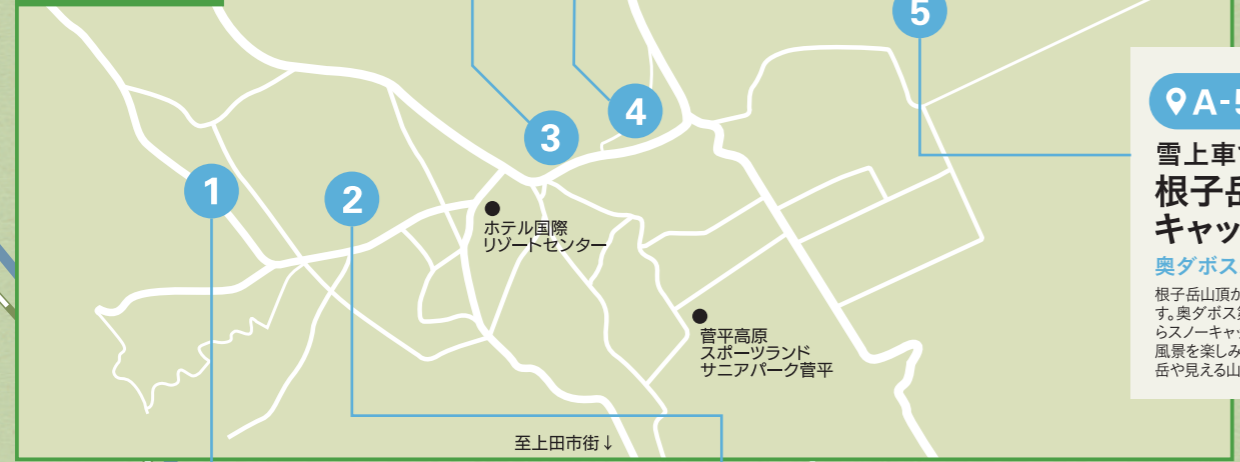 5
4
3
1
2
ホテル国際
リゾートセンター
菅平高原
スポーツランド
サニアパーク菅平
至上田市街↓
A-5
雪上車
根子岳
キャッ
奥ダボス
根子岳山頂か
す。奥ダボス
らスノーキャッ
風景を楽しみ
岳や見える山